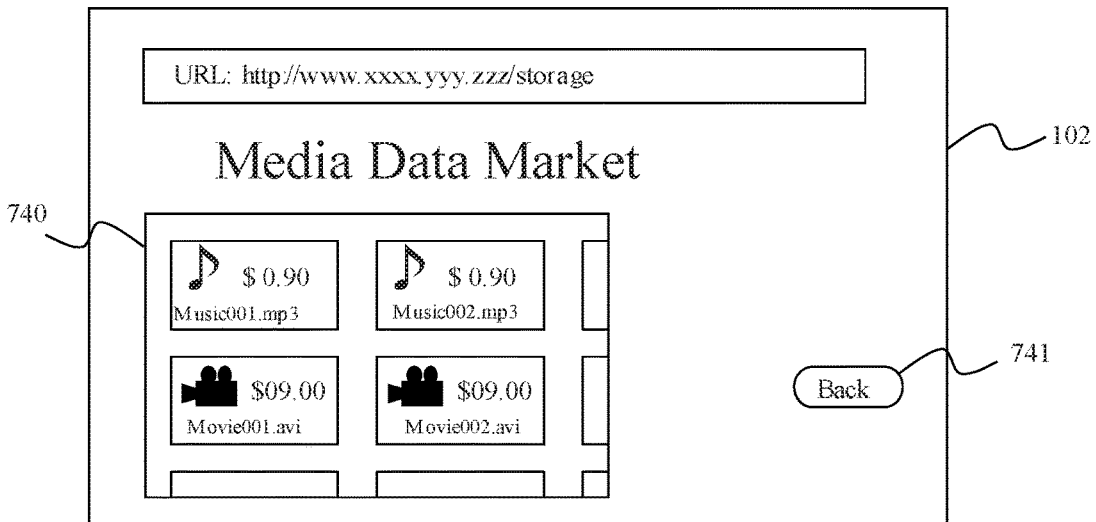 URL: http://www.xxxx.yyy.zzz/storage
102
Media Data Market
740
$ 0.90
$ 0.90
Music001.mp3
Music002.mp3
741
$09.00
$09.00
Back
Movie001.avi
Movie002.avi